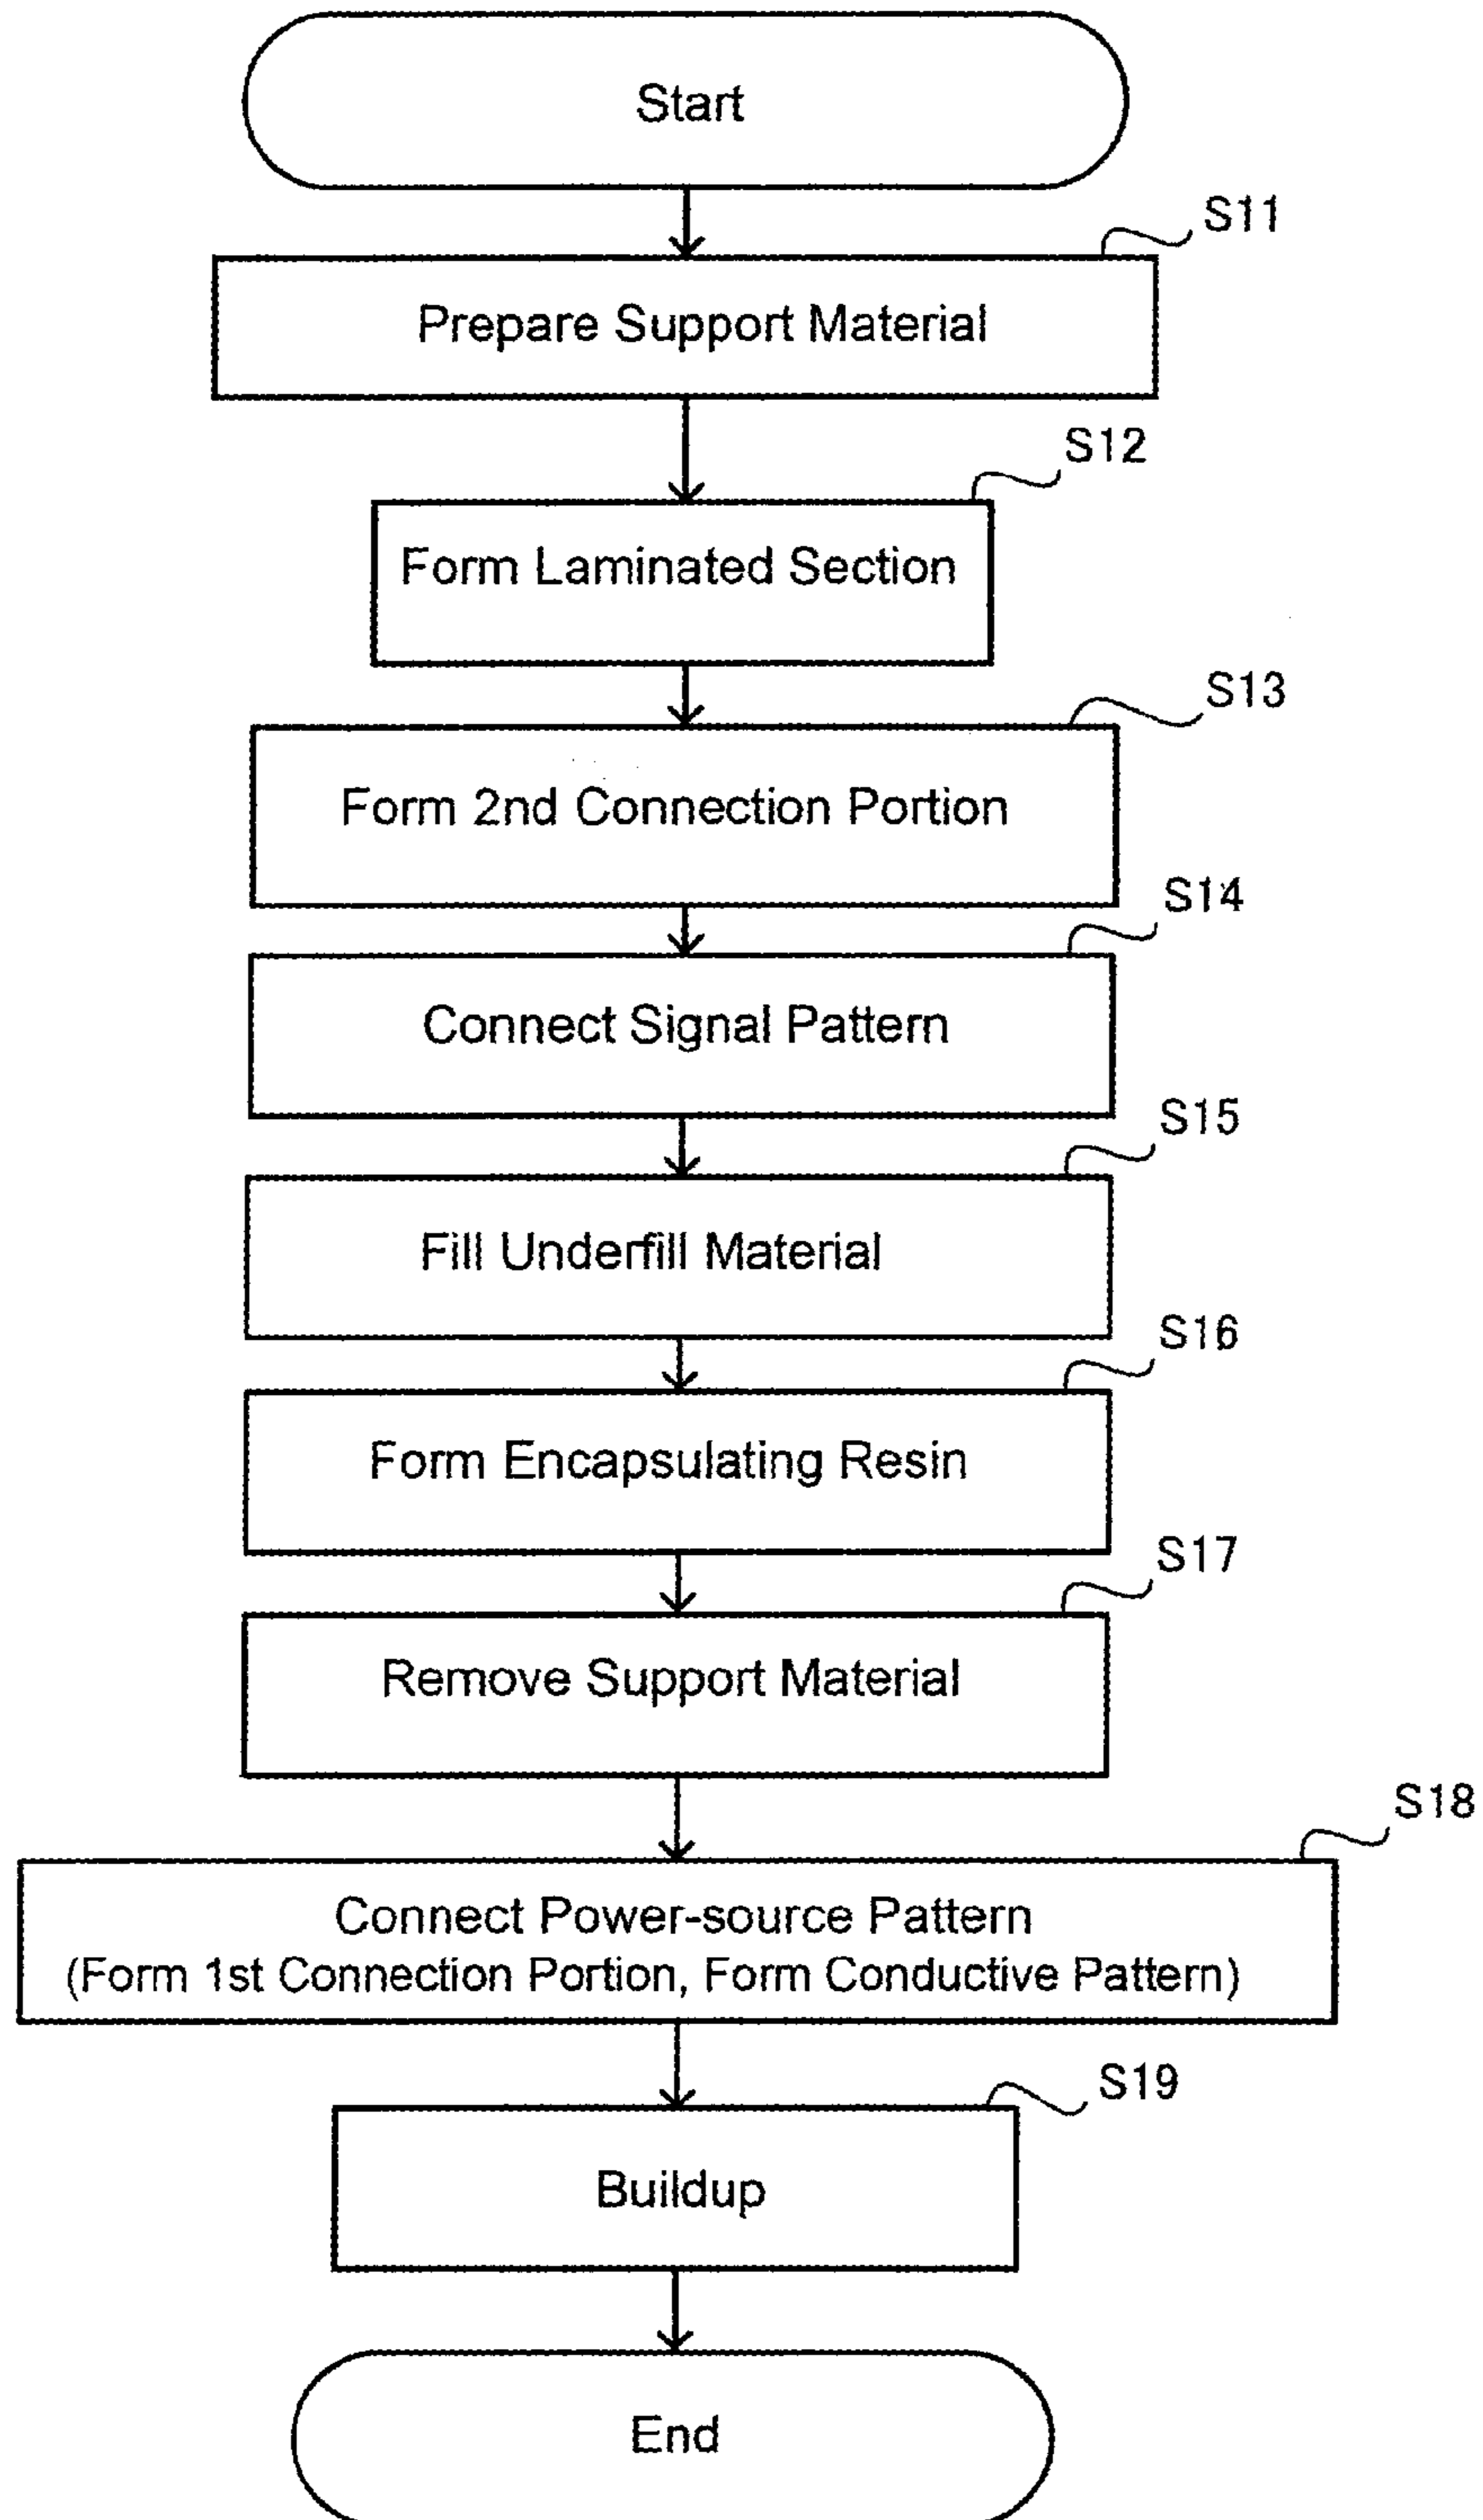 Start
S11
Prepare Support Material
S12
Form Laminated Section
S13
Form 2nd Connection Portion
S14
Connect Signal Pattern
S15
Fill Underfill Material
S16
Form Encapsulating Resin
S17
Remove Support Material
S18
Connect Power-source Pattern
(Form 1st Connection Portion, Form Conductive Pattern)
S19
Buildup
End